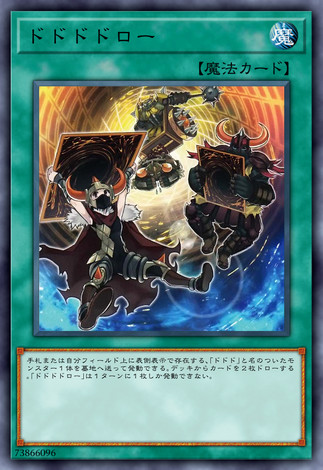 ドドドドロー
魔
【魔法カード】
手札または自分フィールド上に表側表示で存在する、「ドドド」と名のついたモ
ンスター1体を墓地へ送って発動できる。デッキからカードを2枚ドローする。
「ドドドドロー」は1ターンに1枚しか発動できない。
73866096